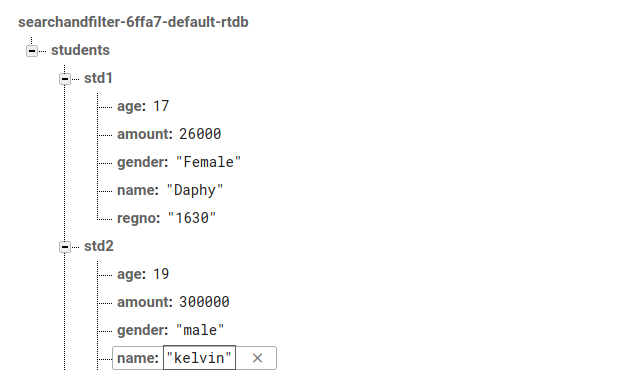 searchandfilter-6ffa7-default-rtdb
students
std1
age: 17
amount: 26000
gender: "Female"
name: "Daphy"
regno: "1630"
std2
age: 19
amount: 300000
gender: "male"
name: "kelvin" ×